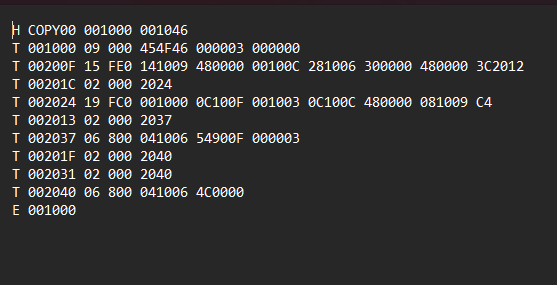 H COPY00 001000 001046
T 001000 09 000 454F46 000003 000000
T 00200F 15 FE0 141009 480000 00100C 281006 300000 480000 3C2012
T 00201C 02 000 2024
T 002024 19 FC0 001000 0C100F 001003 0C100C 480000 081009 C4
T 002013 02 000 2037
T 002037 06 800 041006 54900F 000003
T 00201F 02 000 2040
T 002031 02 000 2040
T 002040 06 800 041006 4C0000
E 001000